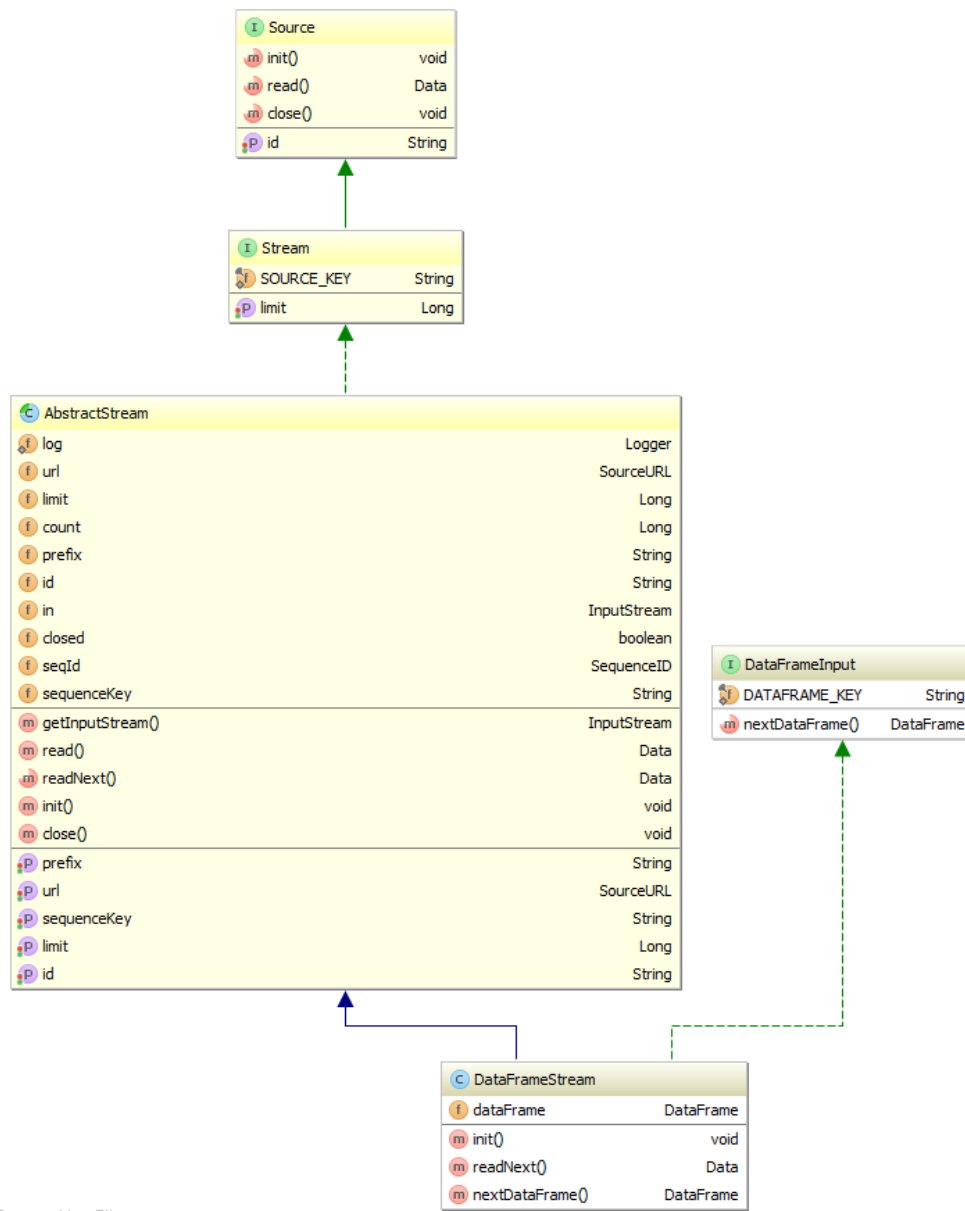 I Source
m init() void
m read() Data
m close() void
P id String
I Stream
f SOURCE_KEY String
P limit Long
C AbstractStream
f log Logger
f url SourceURL
f limit Long
f count Long
f prefix String
f id String
f in InputStream
f closed boolean
f seqId SequenceID
f sequenceKey String
m getInputStream() InputStream
m read() Data
m readNext() Data
m init() void
m close() void
P prefix String
P url SourceURL
P sequenceKey String
P limit Long
P id String
I DataFrameInput
f DATAFRAME_KEY String
m nextDataFrame() DataFrame
C DataFrameStream
f dataFrame DataFrame
m init() void
m readNext() Data
m nextDataFrame() DataFrame